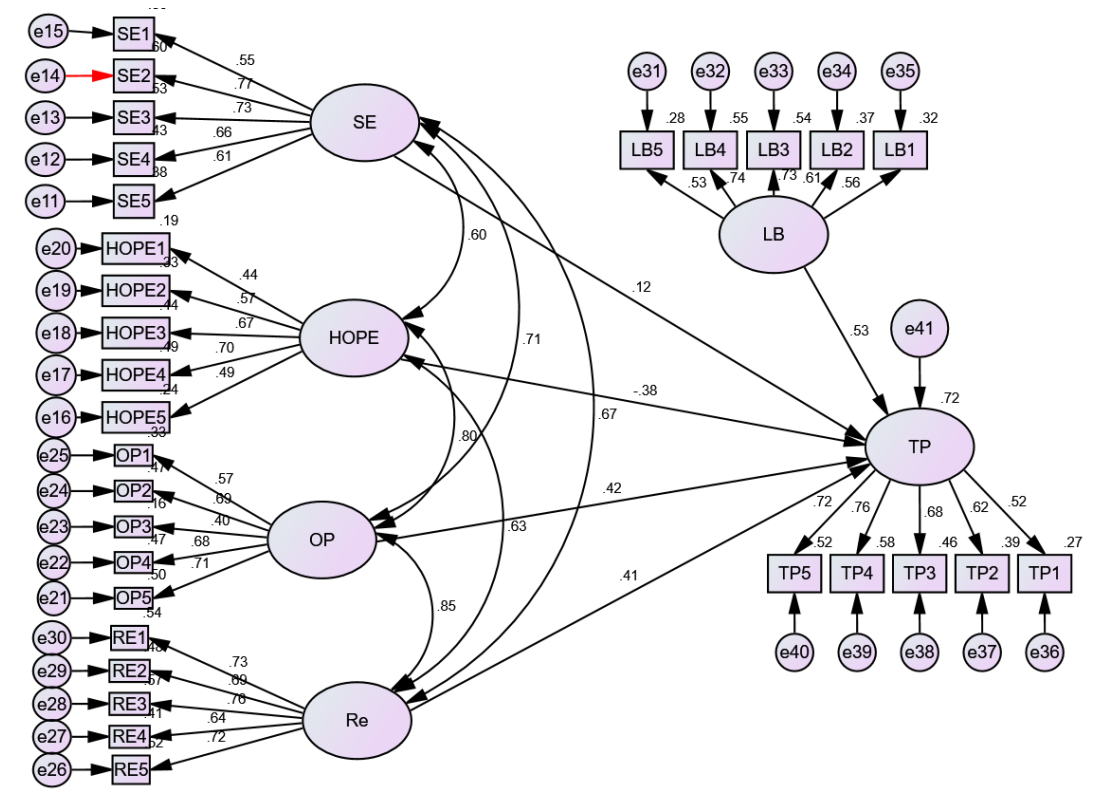 e15 SE1 .60
e14 SE2 .53
e13 SE3 .43
e12 SE4 .38
e11 SE5
.55
.77
.73
.66
.61
SE
.19
e20 HOPE1 .33
e19 HOPE2 .44
e18 HOPE3 .49
e17 HOPE4 .24
e16 HOPE5
.44
.57
.67
.70
.49
HOPE
.33
e25 OP1 .47
e24 OP2 .16
e23 OP3 .47
e22 OP4 .50
e21 OP5
.57
.69
.40
.68
.71
OP
.54
e30 RE1 .48
e29 RE2 .57
e28 RE3 .41
e27 RE4 .52
e26 RE5
.73
.69
.76
.64
.72
Re
.60
.71
.67
.80
.63
.85
.12
-.38
.42
.41
e31 e32 e33 e34 e35
.28 .55 .54 .37 .32
LB5 LB4 LB3 LB2 LB1
.53 .74 .73 .61 .56
LB
.53
e41
.72
TP
.72 .76 .68 .62 .52
.52 .58 .46 .39 .27
TP5 TP4 TP3 TP2 TP1
e40 e39 e38 e37 e36